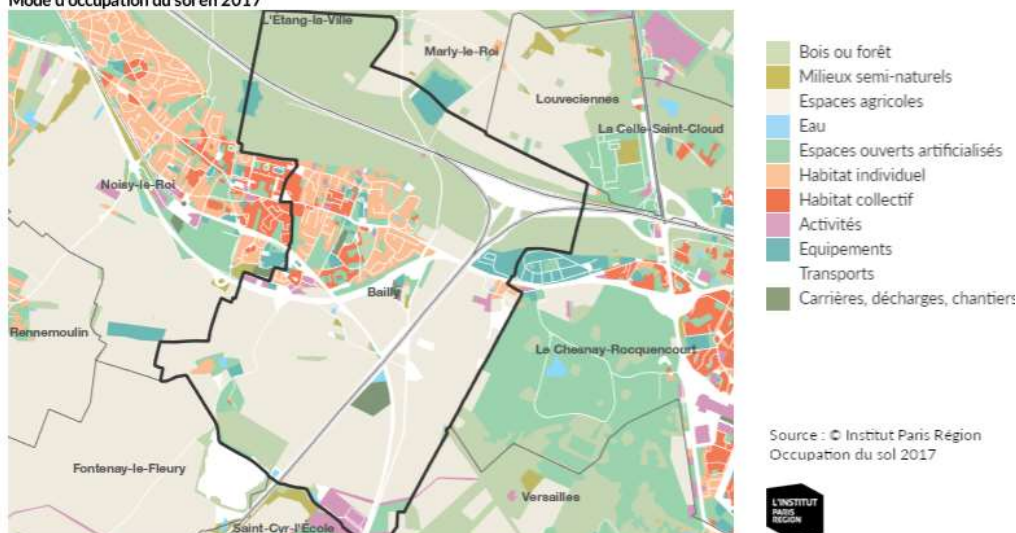 Mode d'occupation du sol en 2017
L'Étang-la-Ville
Marly-le-Roi
Louveciennes
La Celle-Saint-Cloud
Noisy-le-Roi
Bailly
Rennemoulin
Le Chesnay-Rocquencourt
Fontenay-le-Fleury
Versailles
Saint-Cyr-l'École
Bois ou forêt
Milieux semi-naturels
Espaces agricoles
Eau
Espaces ouverts artificialisés
Habitat individuel
Habitat collectif
Activités
Equipements
Transports
Carrières, décharges, chantiers
Source : © Institut Paris Région
Occupation du sol 2017
L'INSTITUT
PARIS
REGION